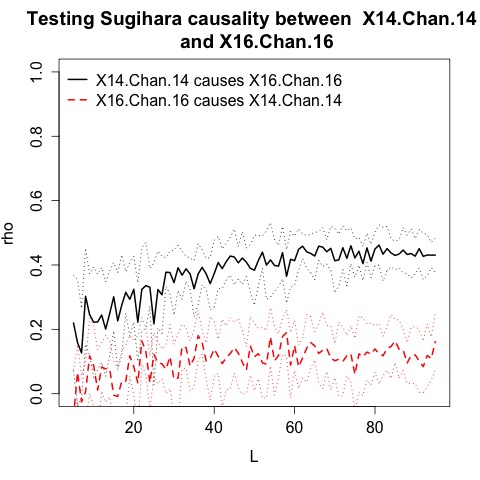 Testing Sugihara causality between  X14.Chan.14
and X16.Chan.16
X14.Chan.14 causes X16.Chan.16
X16.Chan.16 causes X14.Chan.14
rho
1.0
0.8
0.6
0.4
0.2
0.0
20 40 60 80
L